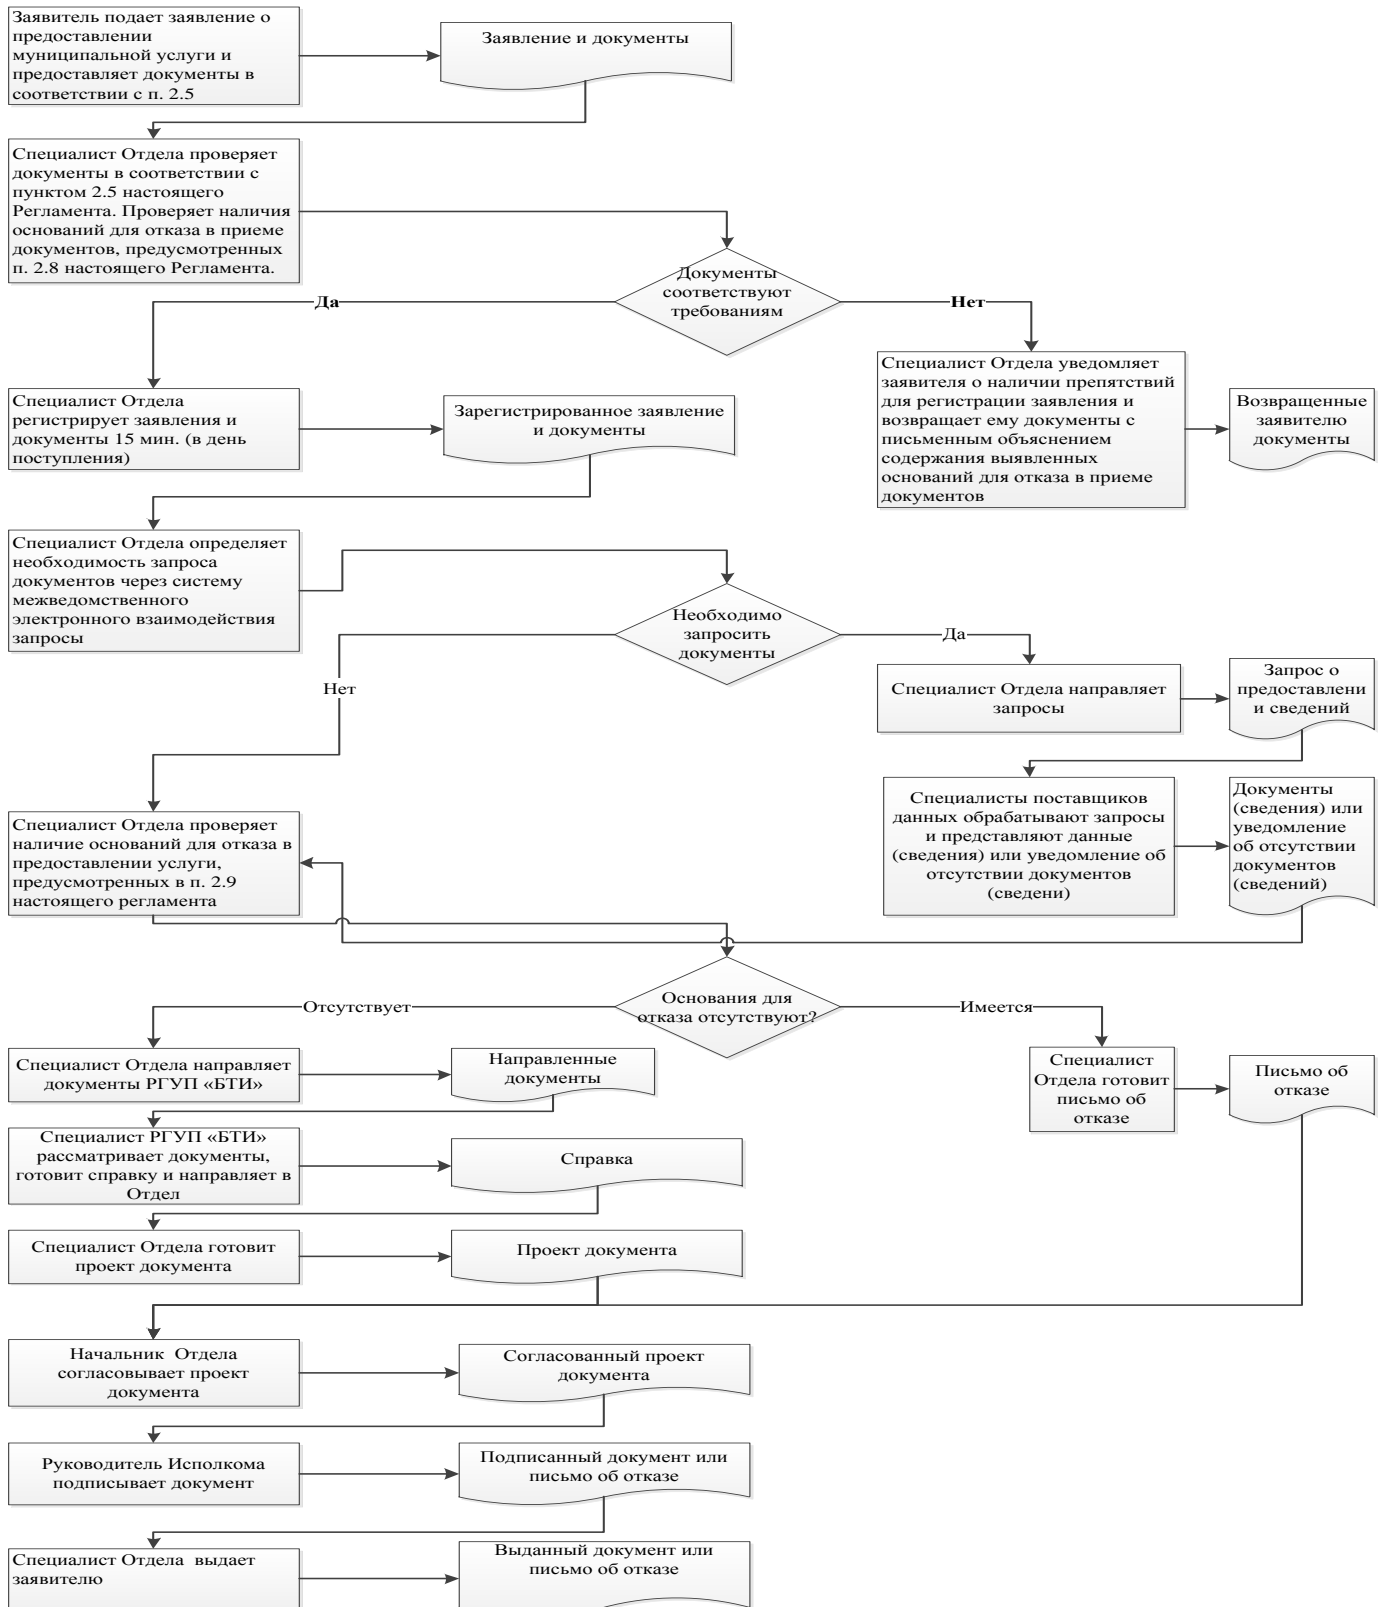 Заявитель подает заявление о
предоставлении
муниципальной услуги и
предоставляет документы в
соответствии с п. 2.5
Заявление и документы
Специалист Отдела проверяет
документы в соответствии с
пунктом 2.5 настоящего
Регламента. Проверяет наличия
оснований для отказа в приеме
документов, предусмотренных
п. 2.8 настоящего Регламента.
Документы
соответствуют
требованиям
Да
Нет
Специалист Отдела уведомляет
заявителя о наличии препятствий
для регистрации заявления и
возвращает ему документы с
письменным объяснением
содержания выявленных
оснований для отказа в приеме
документов
Возвращенные
заявителю
документы
Специалист Отдела
регистрирует заявления и
документы 15 мин. (в день
поступления)
Зарегистрированное заявление
и документы
Специалист Отдела определяет
необходимость запроса
документов через систему
межведомственного
электронного взаимодействия
запросы
Необходимо
запросить
документы
Да
Нет
Специалист Отдела направляет
запросы
Запрос о
предоставлени
и сведений
Специалисты поставщиков
данных обрабатывают запросы
и представляют данные
(сведения) или уведомление об
отсутствии документов
(сведени)
Документы
(сведения) или
уведомление
об отсутствии
документов
(сведений)
Специалист Отдела проверяет
наличие оснований для отказа в
предоставлении услуги,
предусмотренных в п. 2.9
настоящего регламента
Основания для
отказа отсутствуют?
Отсутствует
Имеется
Специалист Отдела направляет
документы РГУП «БТИ»
Направленные
документы
Специалист
Отдела готовит
письмо об
отказе
Письмо об
отказе
Специалист РГУП «БТИ»
рассматривает документы,
готовит справку и направляет в
Отдел
Справка
Специалист Отдела готовит
проект документа
Проект документа
Начальник  Отдела
согласовывает проект
документа
Согласованный проект
документа
Руководитель Исполкома
подписывает документ
Подписанный документ или
письмо об отказе
Специалист Отдела  выдает
заявителю
Выданный документ или
письмо об отказе